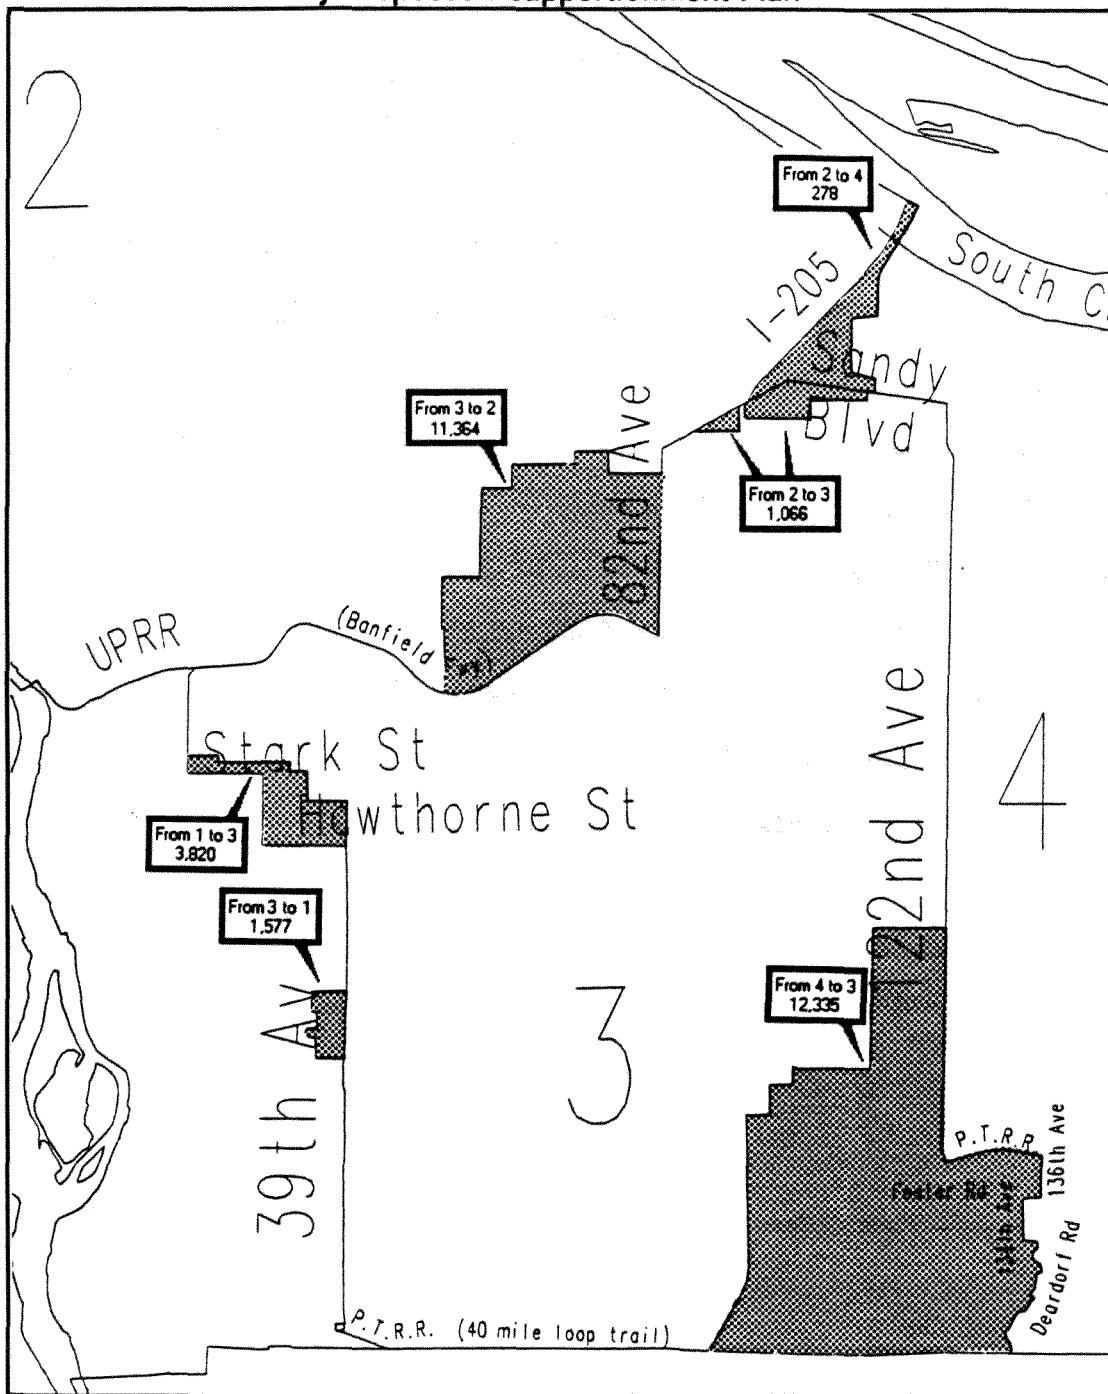 2
From 2 to 4
278
South C
I-205
Sandy
Blvd
From 3 to 2
11,364
82nd Ave
From 2 to 3
1,066
UPRR
(Banfield
Fwy)
Stark St
Hawthorne St
From 1 to 3
3,820
From 3 to 1
1,577
39th Av
3
4
122nd Ave
From 4 to 3
12,335
P.T.R.R
136th Ave
Foster Rd
134th Ave
Deardorf Rd
P.T.R.R. (40 mile loop trail)